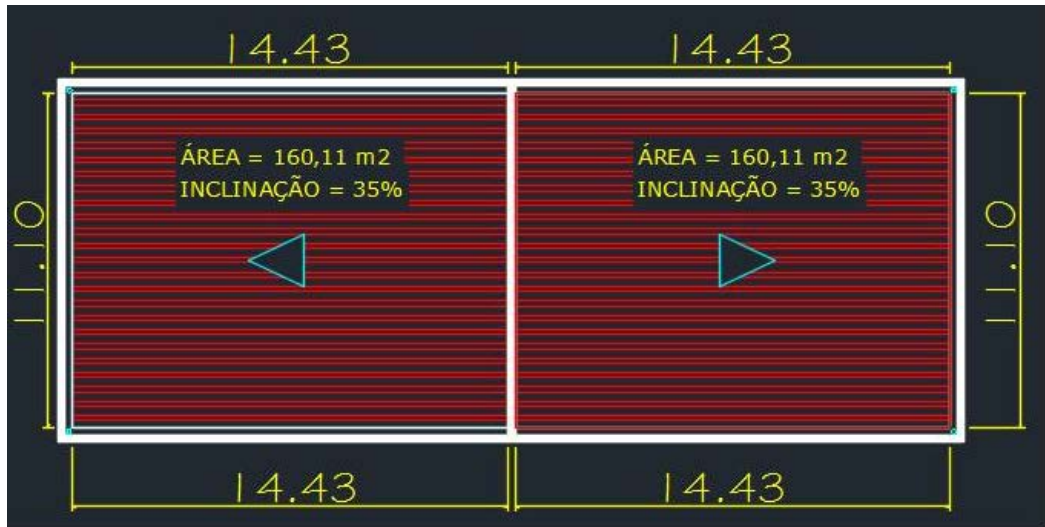 14.43
14.43
ÁREA = 160,11 m2
INCLINAÇÃO = 35%
ÁREA = 160,11 m2
INCLINAÇÃO = 35%
11.10
11.10
14.43
14.43